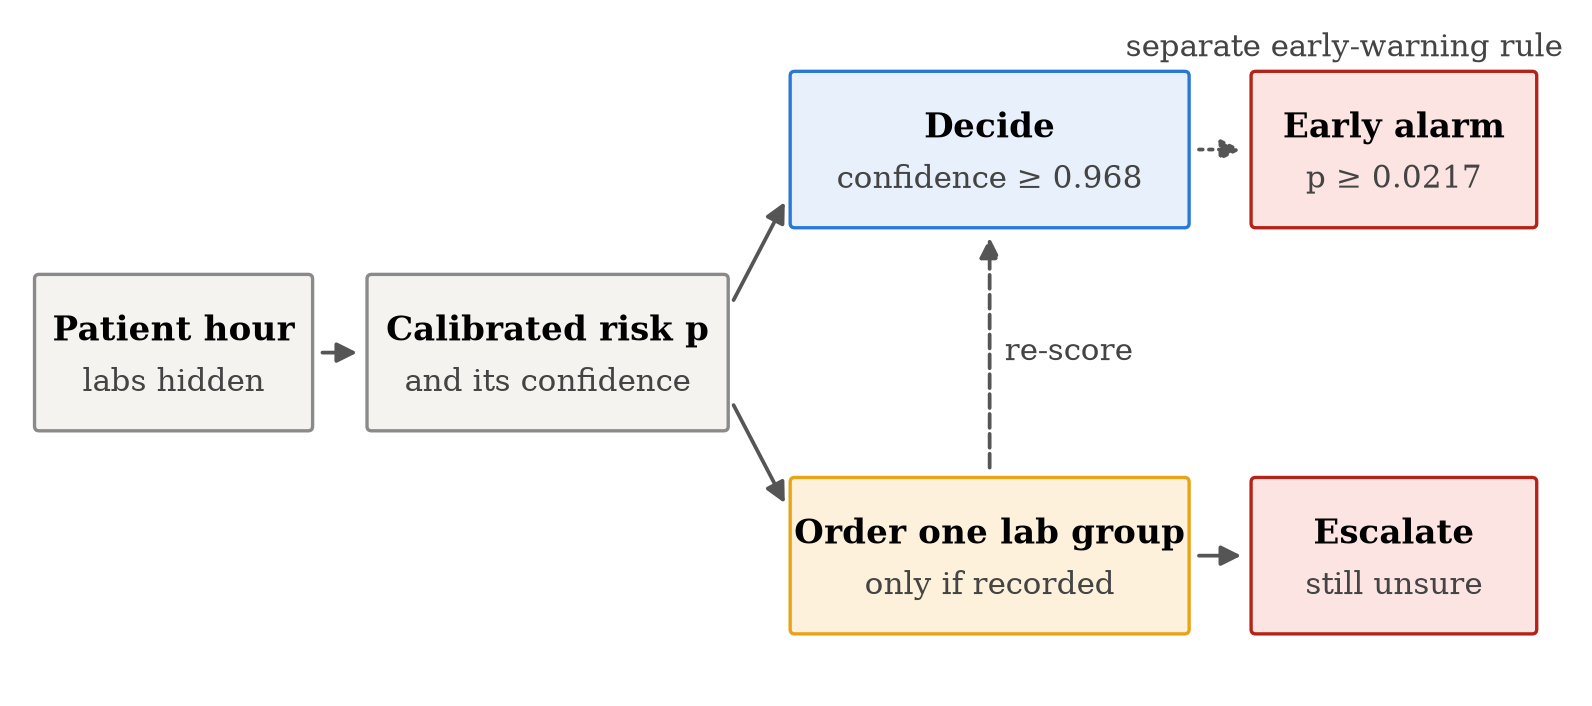 separate early-warning rule
Decide
confidence ≥ 0.968
Early alarm
p ≥ 0.0217
Patient hour
labs hidden
Calibrated risk p
and its confidence
re-score
Order one lab group
only if recorded
Escalate
still unsure